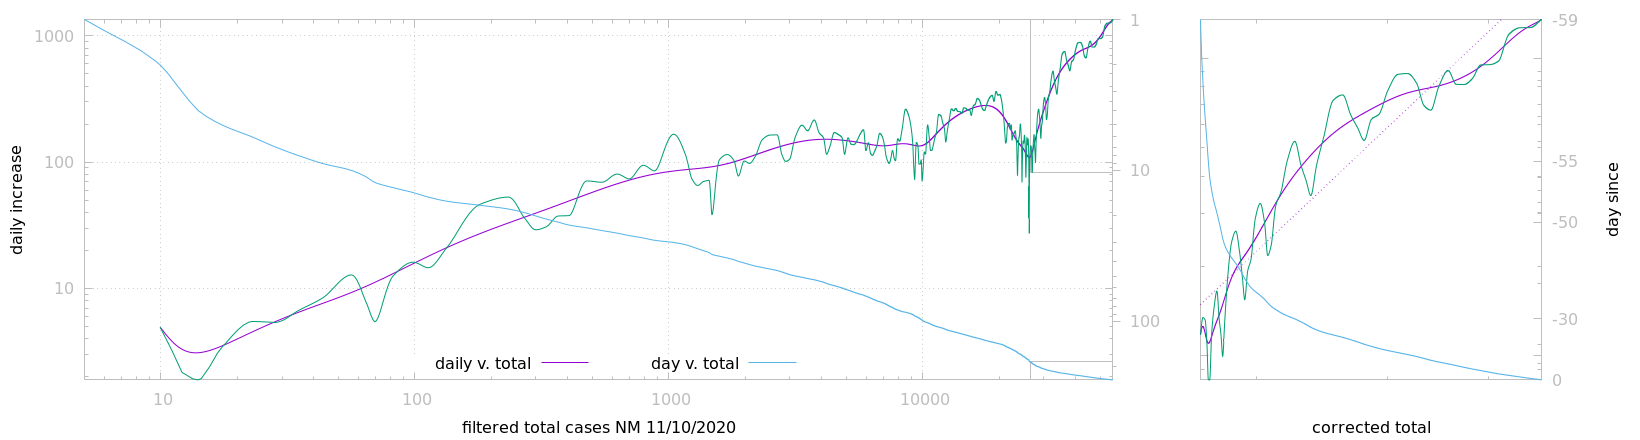 1000
100
10
daily increase
1
10
100
daily v. total
day v. total
10
100
1000
10000
filtered total cases NM 11/10/2020
-59
-55
-50
-30
0
day since
corrected total